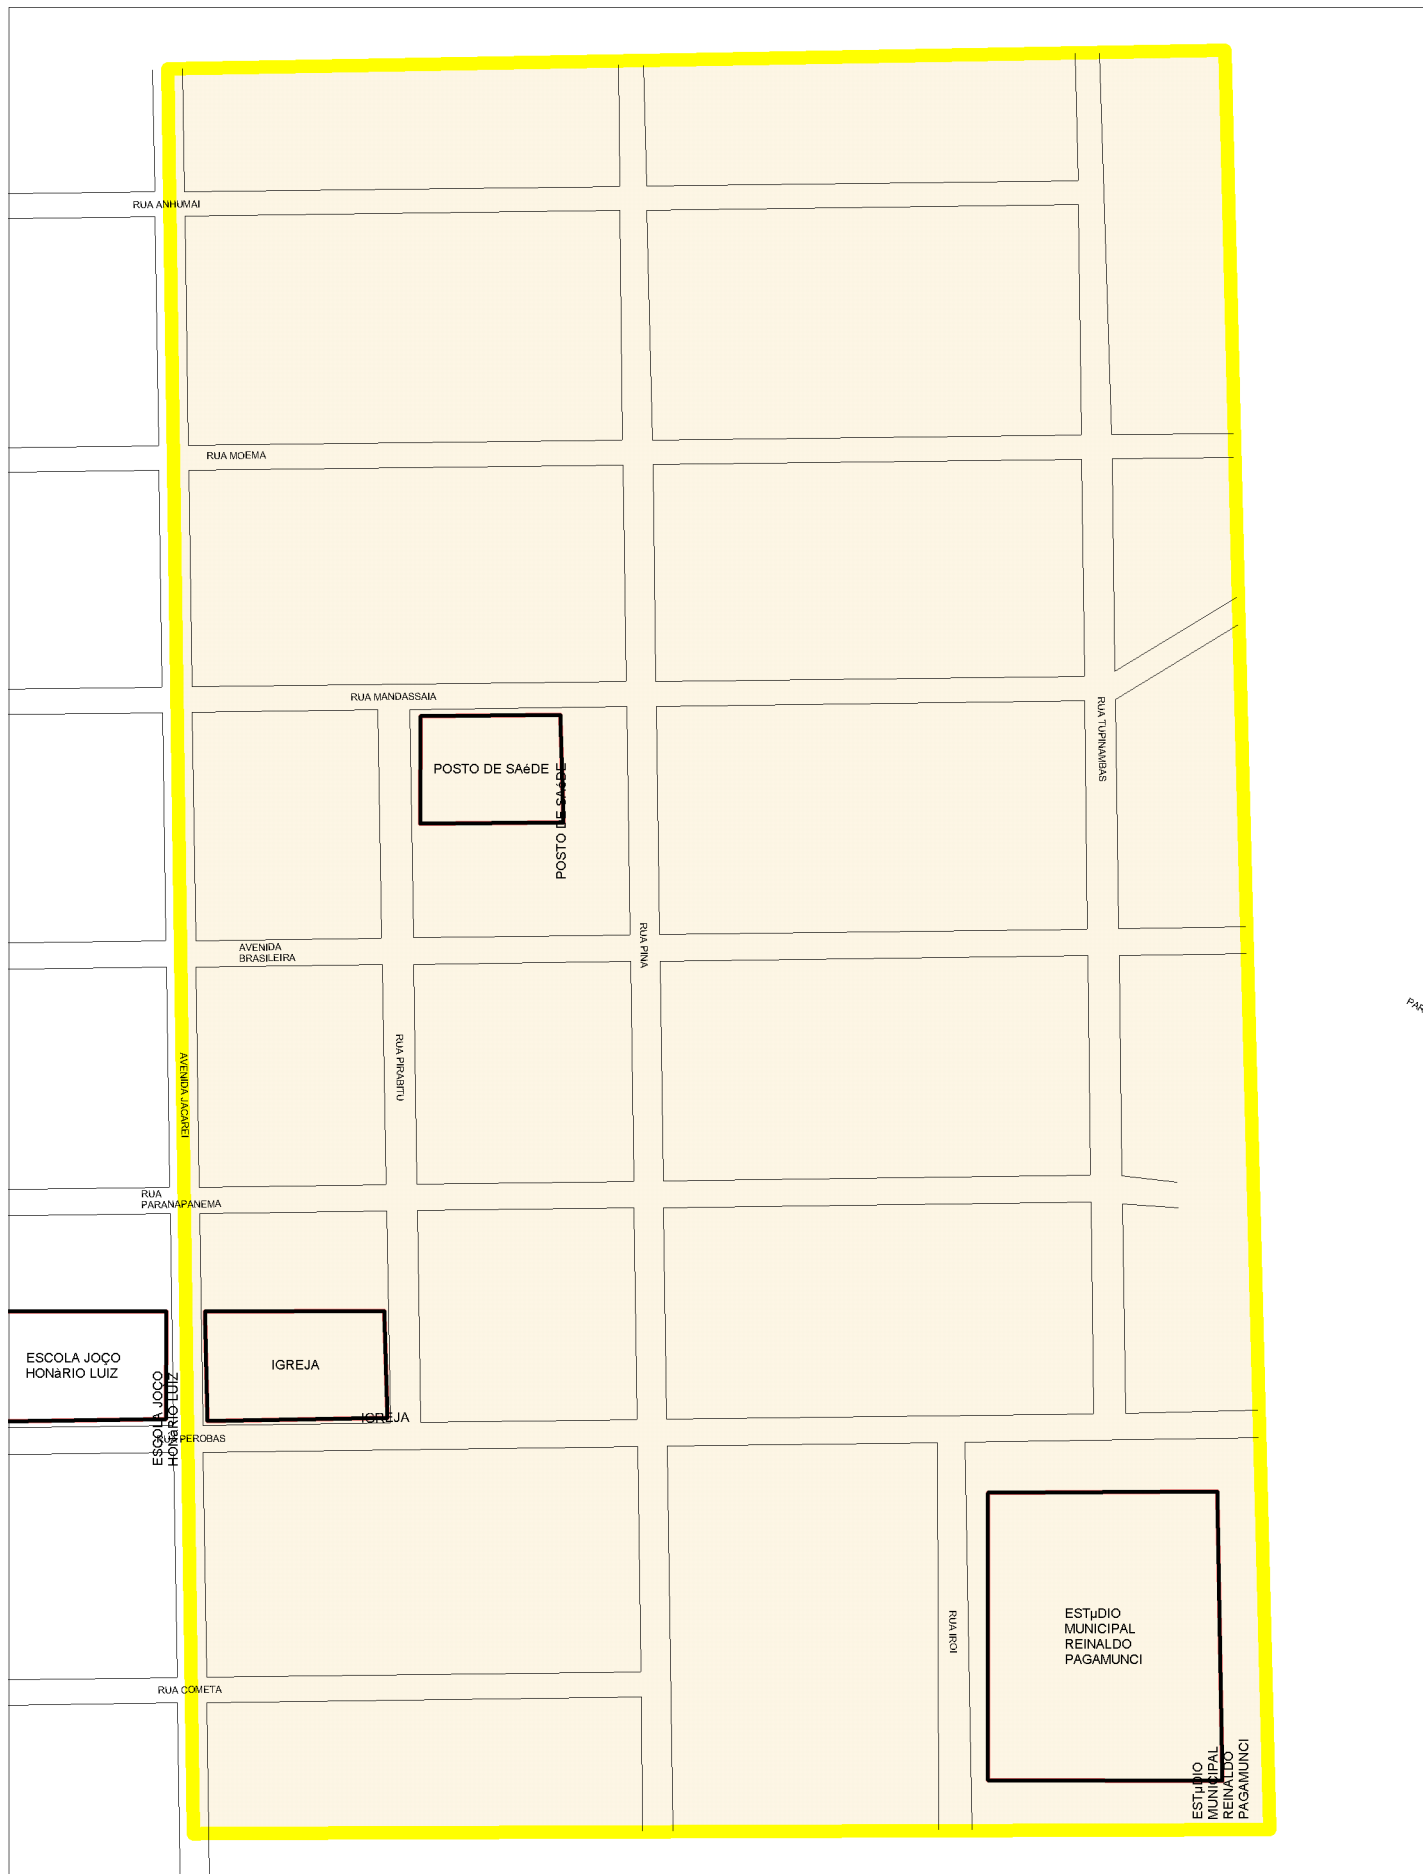 RUA ANHUMAI
RUA MOEMA
RUA MANDASSAIA
RUA TUPINAMBAS
POSTO DE SAéDE
POSTO DE SAéDE
RUA PINA
AVENIDA
BRASILEIRA
PAR
RUA PIRABITU
AVENIDA JACAREI
RUA
PARANAPANEMA
ESCOLA JOÇO
HONàRIO LUIZ
IGREJA
ESCOLA JOÇO
HONàRIO LUIZ
IGREJA
RUA PEROBAS
ESTµDIO
MUNICIPAL
REINALDO
PAGAMUNCI
RUA IROI
RUA COMETA
ESTµDIO
MUNICIPAL
REINALDO
PAGAMUNCI